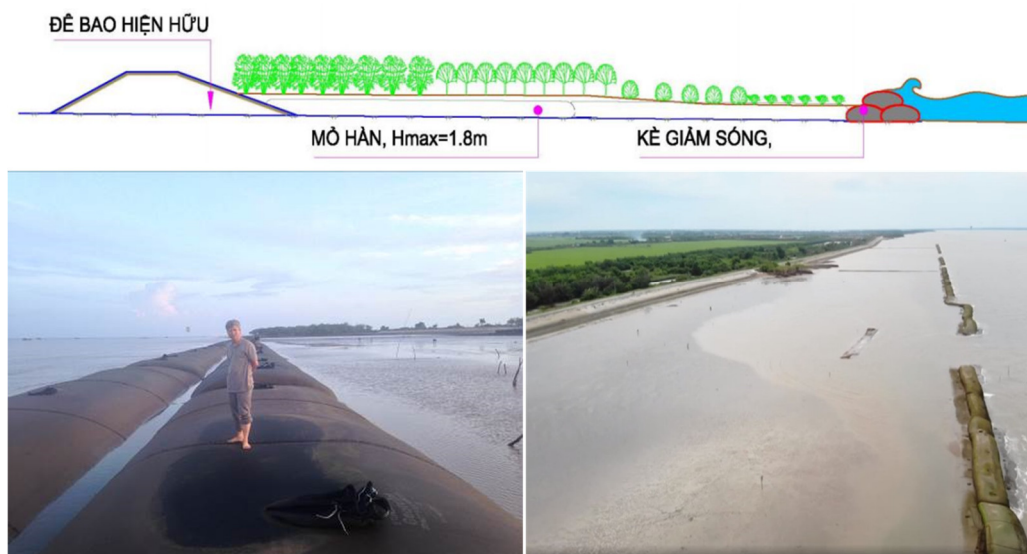 ĐÊ BAO HIỆN HỮU
MỎ HÀN, Hmax=1.8m
KÈ GIẢM SÓNG,